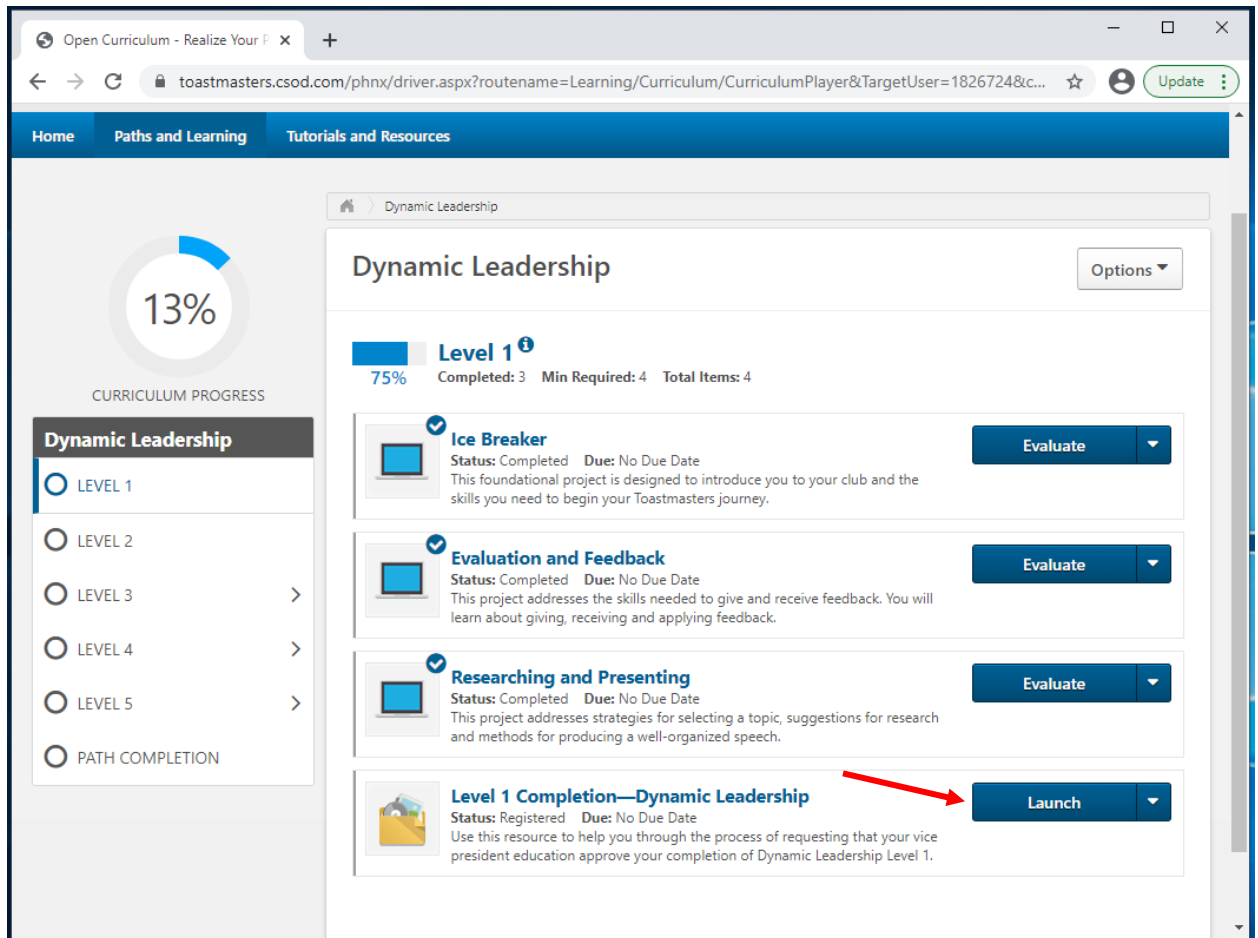 Open Curriculum - Realize Your P
toastmasters.csod.com/phnx/driver.aspx?routename=Learning/Curriculum/CurriculumPlayer&TargetUser=1826724&c...
Update
Home Paths and Learning Tutorials and Resources
Dynamic Leadership
13%
CURRICULUM PROGRESS
Dynamic Leadership
LEVEL 1
LEVEL 2
LEVEL 3
LEVEL 4
LEVEL 5
PATH COMPLETION
Dynamic Leadership
Options
Level 1
75% Completed: 3 Min Required: 4 Total Items: 4
Ice Breaker
Status: Completed Due: No Due Date
This foundational project is designed to introduce you to your club and the
skills you need to begin your Toastmasters journey.
Evaluate
Evaluation and Feedback
Status: Completed Due: No Due Date
This project addresses the skills needed to give and receive feedback. You will
learn about giving, receiving and applying feedback.
Evaluate
Researching and Presenting
Status: Completed Due: No Due Date
This project addresses strategies for selecting a topic, suggestions for research
and methods for producing a well-organized speech.
Evaluate
Level 1 Completion—Dynamic Leadership
Status: Registered Due: No Due Date
Use this resource to help you through the process of requesting that your vice
president education approve your completion of Dynamic Leadership Level 1.
Launch